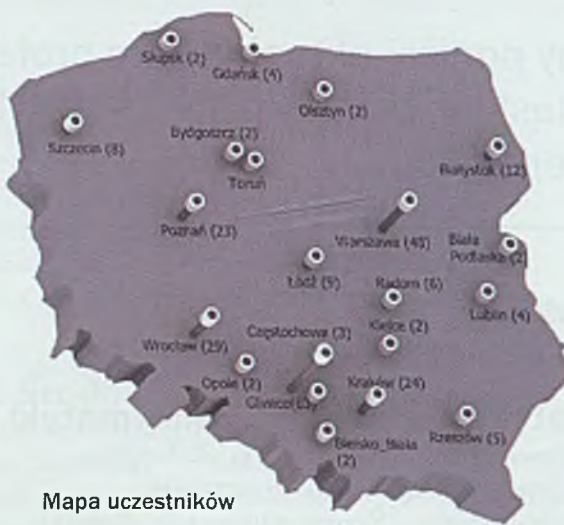 Słupsk (2)
Gdańsk (4)
Olsztyn (2)
Szczecin (8)
Bydgoszcz (2)
Toruń
Białystok (12)
Poznań (23)
Warszawa (48)
Biała
Podlaska (2)
Łódź (9)
Radom (6)
Lublin (4)
Kielce (2)
Wrocław (29)
Częstochowa (3)
Opole (2)
Gliwice
Kraków (24)
Rzeszów (5)
Bielsko_Biała
(2)
Mapa uczestników